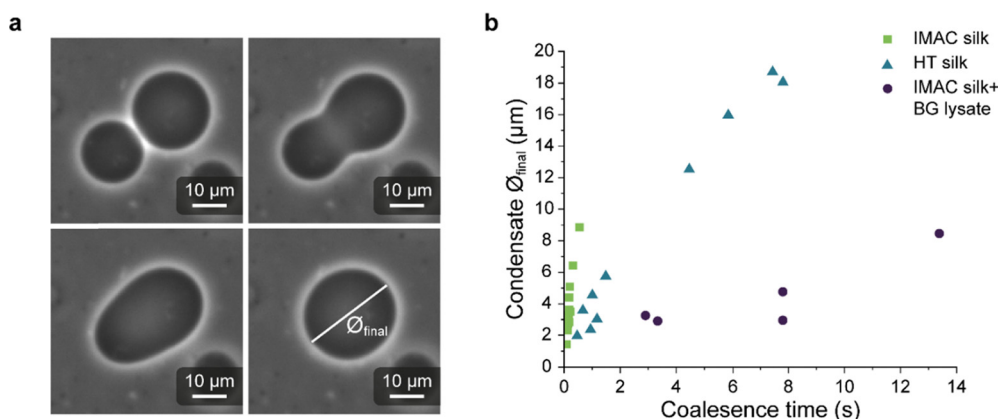 a
10 µm
10 µm
10 µm
Ø final
10 µm
b
Condensate Ø final (µm)
20
18
16
14
12
10
8
6
4
2
0
0 2 4 6 8 10 12 14
Coalesence time (s)
IMAC silk
HT silk
IMAC silk+
BG lysate